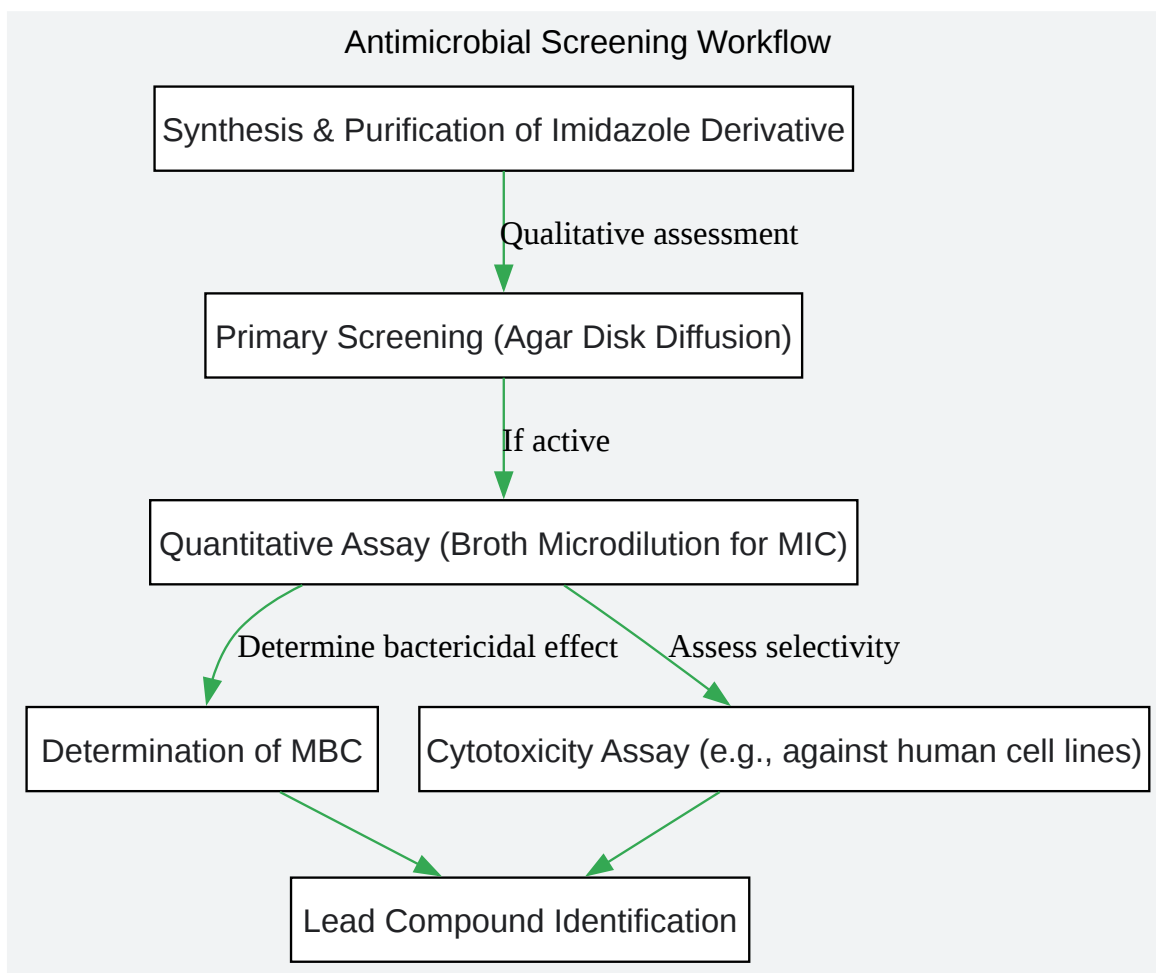 Antimicrobial Screening Workflow
Synthesis & Purification of Imidazole Derivative
Qualitative assessment
Primary Screening (Agar Disk Diffusion)
If active
Quantitative Assay (Broth Microdilution for MIC)
Determine bactericidal effect
Assess selectivity
Determination of MBC
Cytotoxicity Assay (e.g., against human cell lines)
Lead Compound Identification